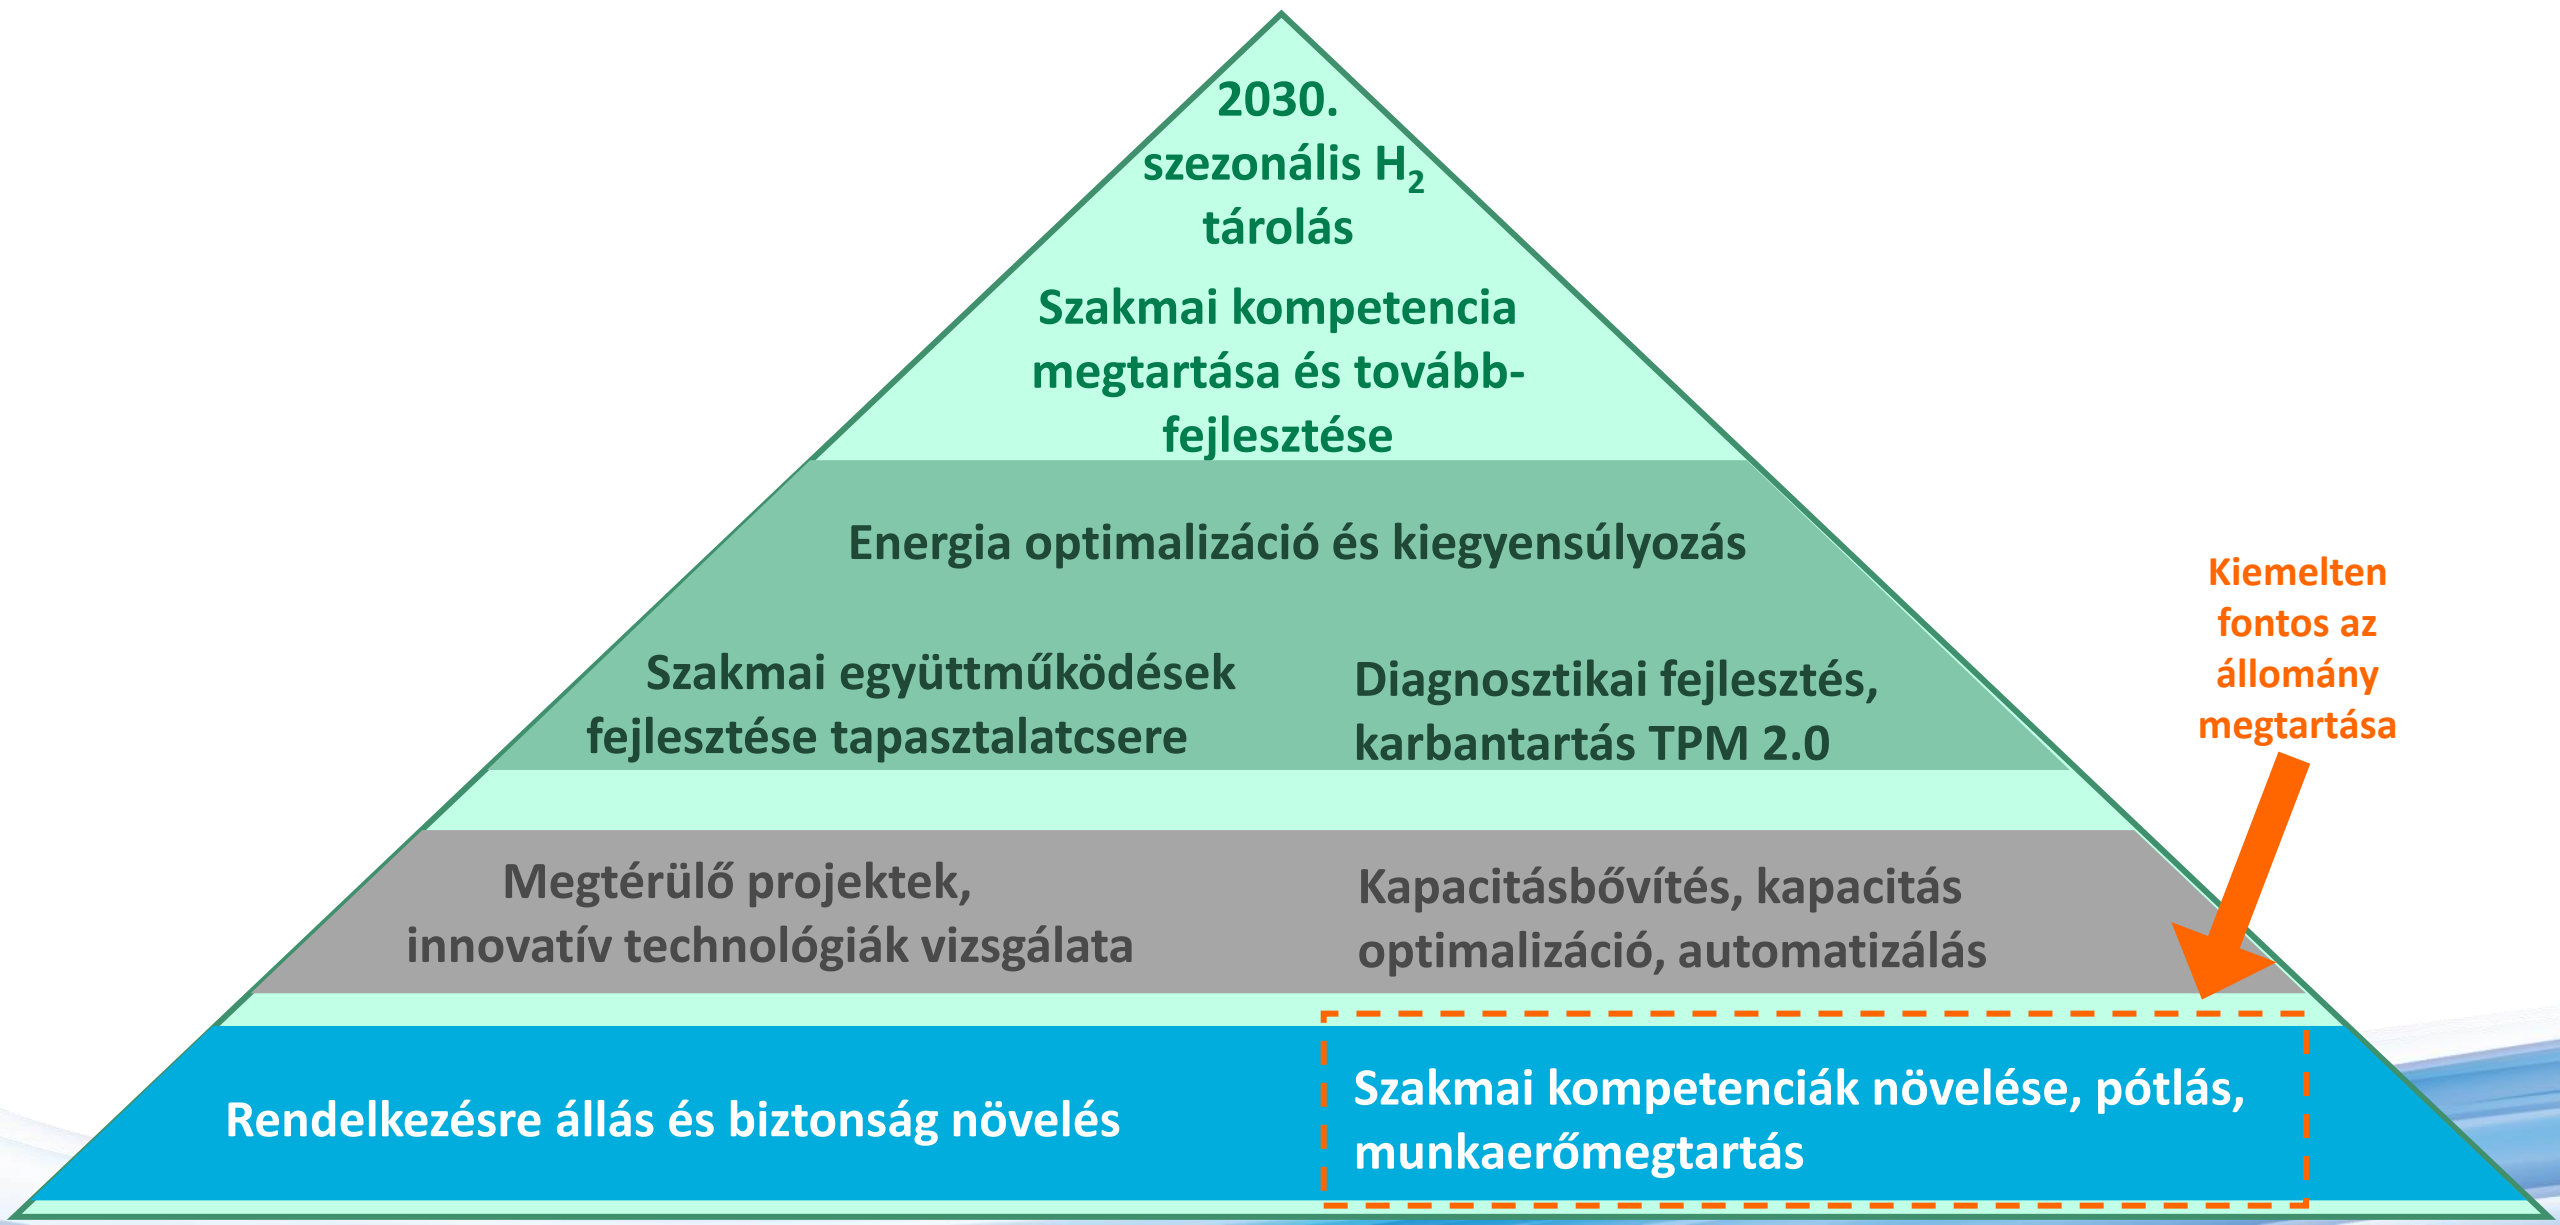 2030.
szezonális H₂
tárolás
Szakmai kompetencia
megtartása és tovább-
fejlesztése
Energia optimalizáció és kiegyensúlyozás
Szakmai együttműködések
fejlesztése tapasztalatcsere
Diagnosztikai fejlesztés,
karbantartás TPM 2.0
Kiemelten
fontos az
állomány
megtartása
Megtérülő projektek,
innovatív technológiák vizsgálata
Kapacitásbővítés, kapacitás
optimalizáció, automatizálás
Rendelkezésre állás és biztonság növelés
Szakmai kompetenciák növelése, pótlás,
munkaerőmegtartás